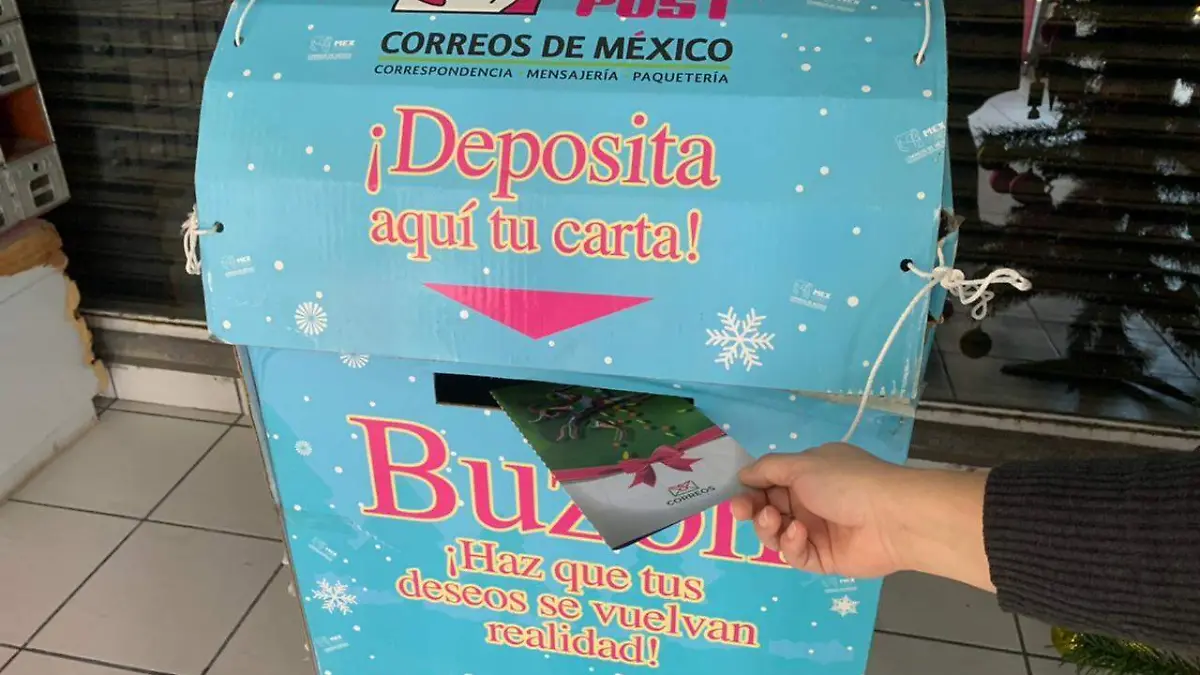 POST
CORREOS DE MÉXICO
CORRESPONDENCIA MENSAJERÍA PAQUETERÍA
¡Deposita
aquí tu carta!
Buzón
CORREOS
¡Haz que tus
deseos se vuelvan
realidad!